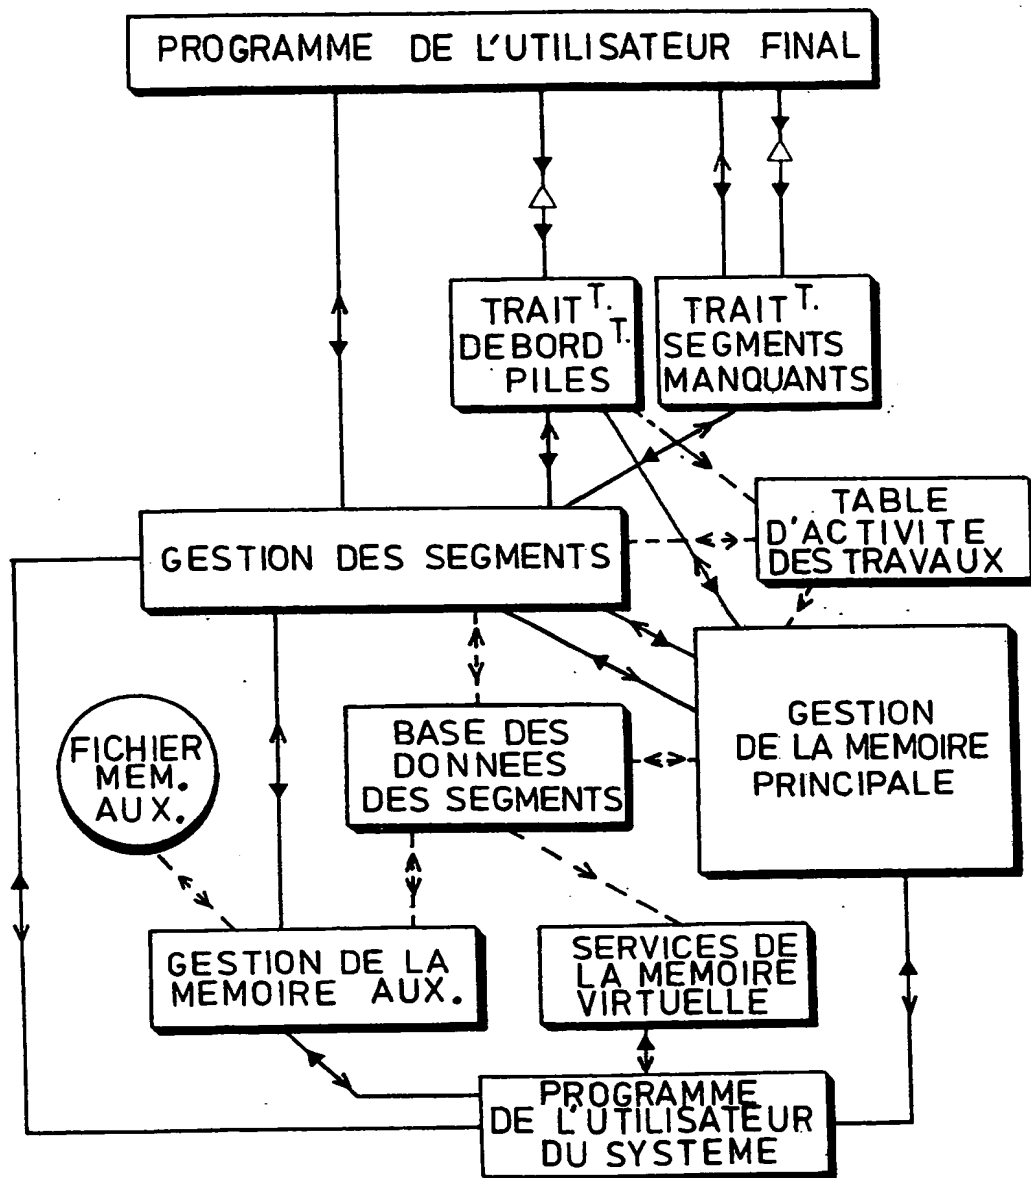 PROGRAMME DE L'UTILISATEUR FINAL
TRAIT T.
DEBORD T.
PILES
TRAIT T.
SEGMENTS
MANQUANTS
TABLE
D'ACTIVITE
DES TRAVAUX
GESTION DES SEGMENTS
GESTION
DE LA MEMOIRE
PRINCIPALE
BASE DES
DONNEES
DES SEGMENTS
FICHIER
MEM.
AUX.
GESTION DE LA
MEMOIRE AUX.
SERVICES DE
LA MEMOIRE
VIRTUELLE
PROGRAMME
DE L'UTILISATEUR
DU SYSTEME